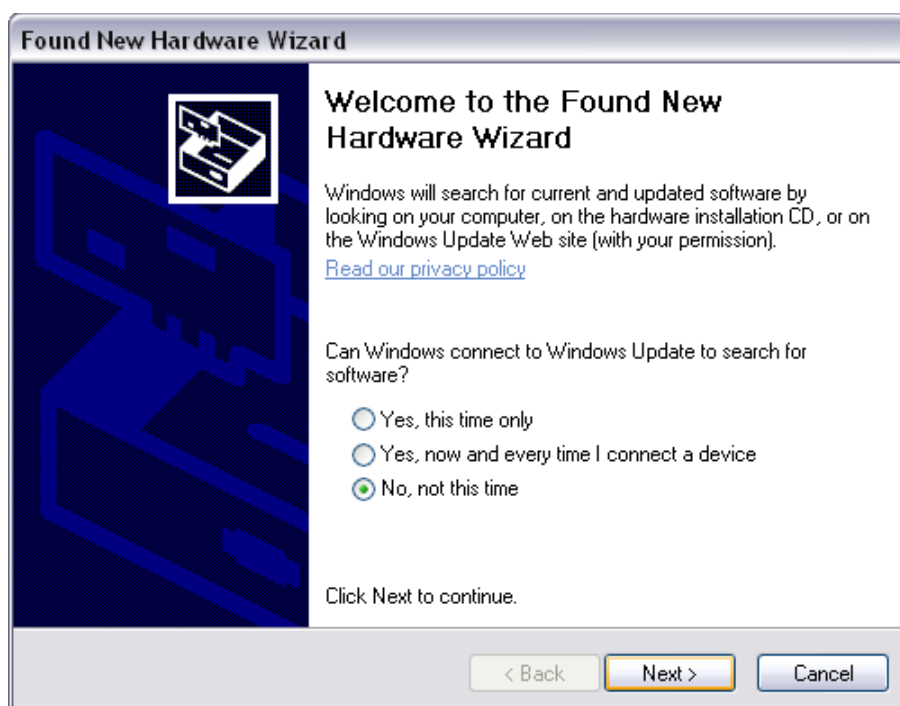 Found New Hardware Wizard
Welcome to the Found New
Hardware Wizard
Windows will search for current and updated software by
looking on your computer, on the hardware installation CD, or on
the Windows Update Web site (with your permission).
Read our privacy policy
Can Windows connect to Windows Update to search for
software?
Yes, this time only
Yes, now and every time I connect a device
No, not this time
Click Next to continue.
< Back
Next >
Cancel